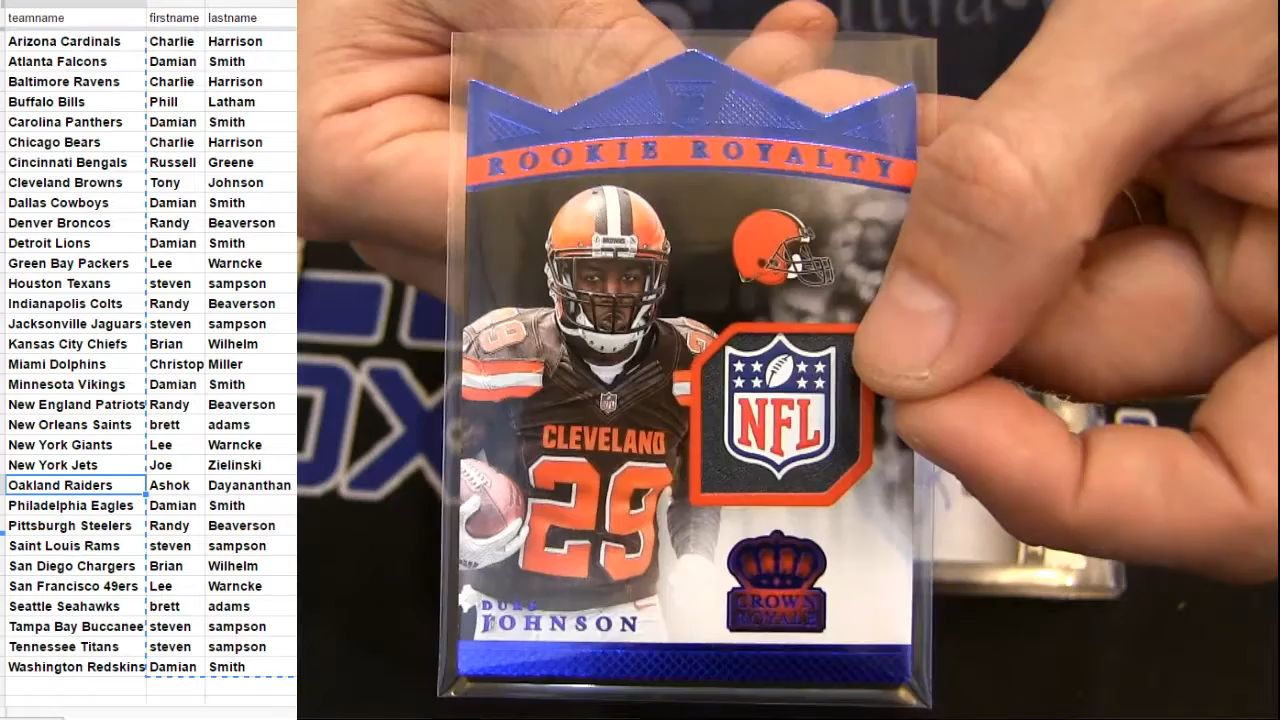 teamname firstname lastname
Arizona Cardinals Charlie Harrison
Atlanta Falcons Damian Smith
Baltimore Ravens Charlie Harrison
Buffalo Bills Phill Latham
Carolina Panthers Damian Smith
Chicago Bears Charlie Harrison
Cincinnati Bengals Russell Greene
Cleveland Browns Tony Johnson
Dallas Cowboys Damian Smith
Denver Broncos Randy Beaverson
Detroit Lions Damian Smith
Green Bay Packers Lee Warncke
Houston Texans steven sampson
Indianapolis Colts Randy Beaverson
Jacksonville Jaguars steven sampson
Kansas City Chiefs Brian Wilhelm
Miami Dolphins Christop Miller
Minnesota Vikings Damian Smith
New England Patriots Randy Beaverson
New Orleans Saints brett adams
New York Giants Lee Warncke
New York Jets Joe Zielinski
Oakland Raiders Ashok Dayananthan
Philadelphia Eagles Damian Smith
Pittsburgh Steelers Randy Beaverson
Saint Louis Rams steven sampson
San Diego Chargers Brian Wilhelm
San Francisco 49ers Lee Warncke
Seattle Seahawks brett adams
Tampa Bay Buccanee steven sampson
Tennessee Titans steven sampson
Washington Redskins Damian Smith
ROOKIE ROYALTY
BROWNS
29
NFL
NFL
CLEVELAND
29
DUKE
JOHNSON
CROWN
ROYALE